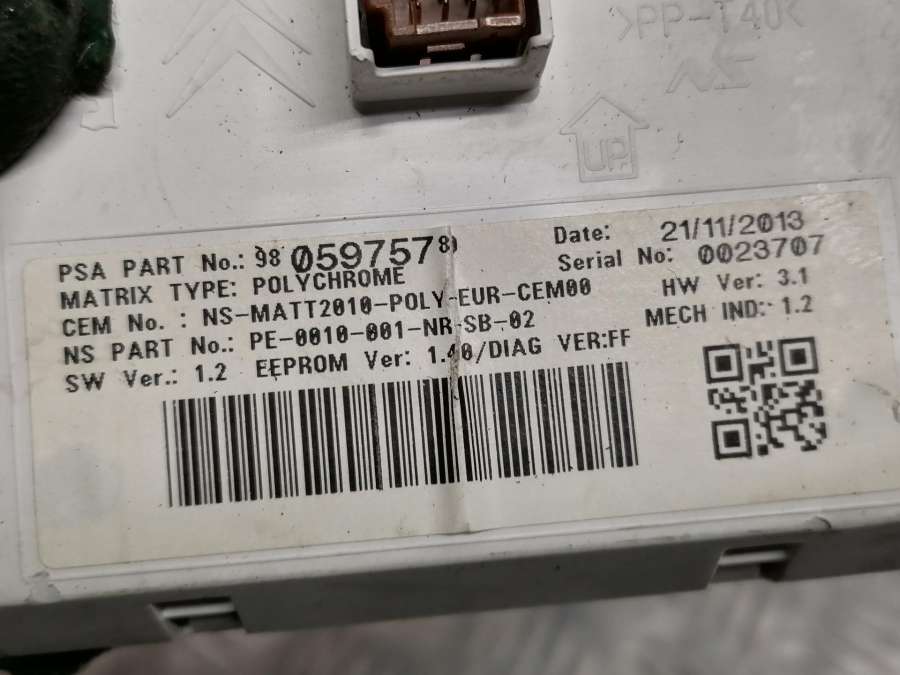 >PP-T40<
UP
PSA PART No.: 98 0597578
Date: 21/11/2013
MATRIX TYPE: POLYCHROME
Serial No: 0023707
CEM No. : NS-MATT2010-POLY-EUR-CEM00
HW Ver: 3.1
NS PART No.: PE-0010-001-NR-SB-02
MECH IND: 1.2
SW Ver.: 1.2 EEPROM Ver: 1.40/DIAG VER:FF